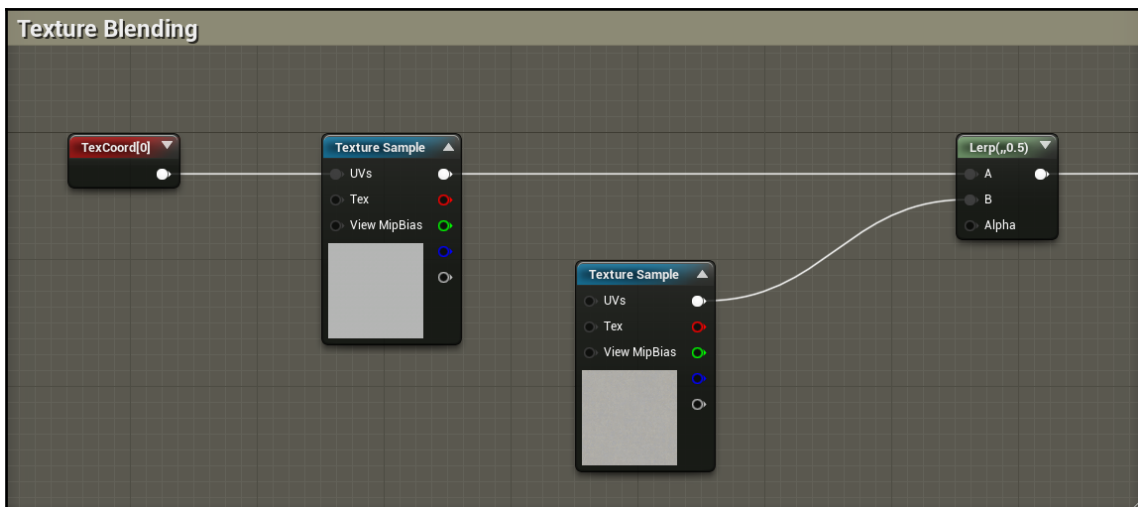 Texture Blending
TexCoord[0]
Texture Sample
UVs
Tex
View MipBias
Texture Sample
UVs
Tex
View MipBias
Lerp(,,0.5)
A
B
Alpha